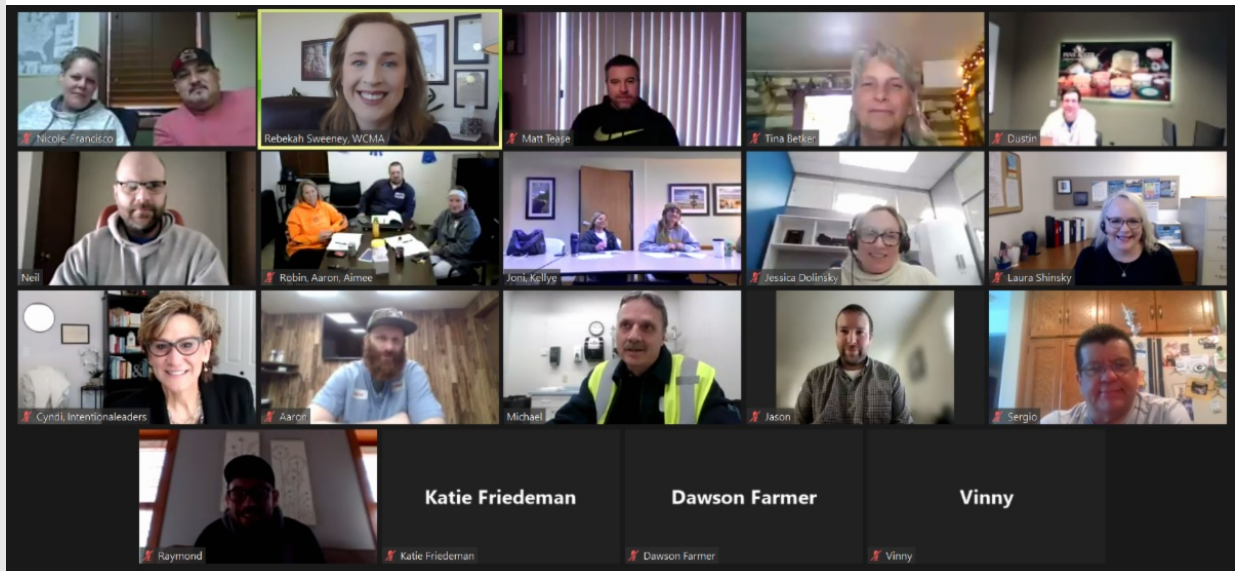 Nicole, Francisco
Rebekah Sweeney, WCMA
Matt Tease
Tina Betker
Dustin
Neil
Robin, Aaron, Aimee
Joni, Kellye
Jessica Dolinsky
Laura Shinsky
Cyndi, Intentionaleaders
Aaron
Michael
Jason
Sergio
Raymond
Katie Friedeman
Katie Friedeman
Dawson Farmer
Dawson Farmer
Vinny
Vinny